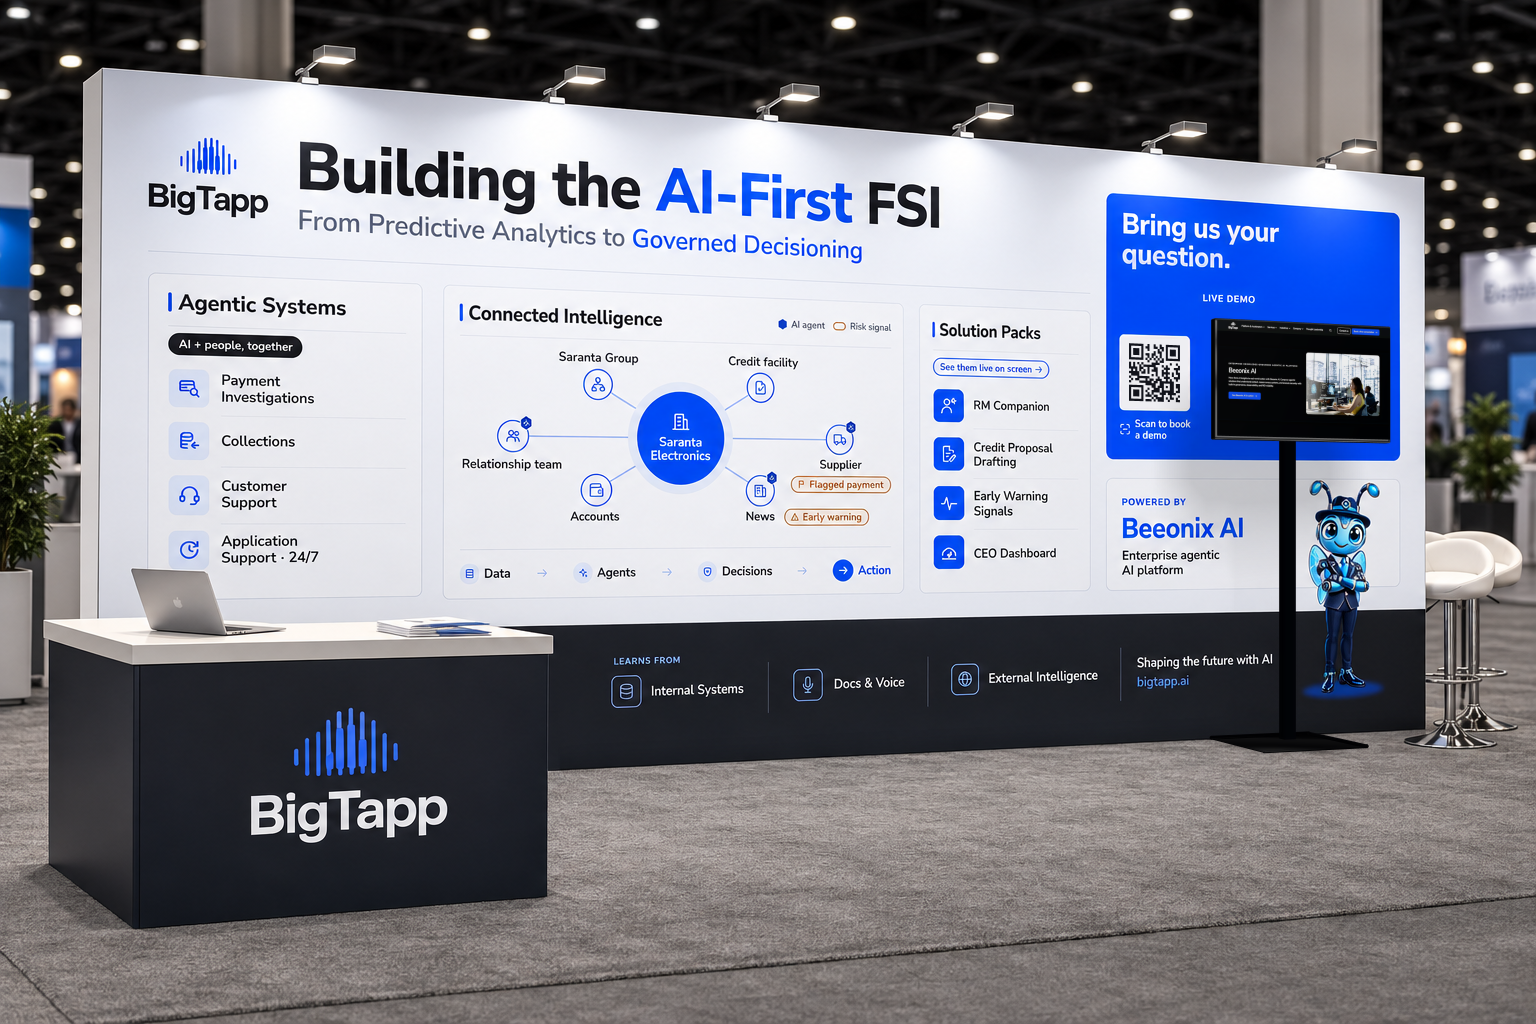 BigTapp
Building the AI-First FSI
From Predictive Analytics to Governed Decisioning
Agentic Systems
AI + people, together
Payment
Investigations
Collections
Customer
Support
Application
Support · 24/7
Connected Intelligence
AI agent
Risk signal
Saranta Group
Credit facility
Saranta
Electronics
Relationship team
Supplier
Flagged payment
Accounts
News
Early warning
Data
Agents
Decisions
Action
Solution Packs
See them live on screen →
RM Companion
Credit Proposal
Drafting
Early Warning
Signals
CEO Dashboard
Bring us your
question.
LIVE DEMO
Beeonix AI
Scan to book
a demo
POWERED BY
Beeonix AI
Enterprise agentic
AI platform
LEARNS FROM
Internal Systems
Docs & Voice
External Intelligence
Shaping the future with AI
bigtapp.ai
BigTapp